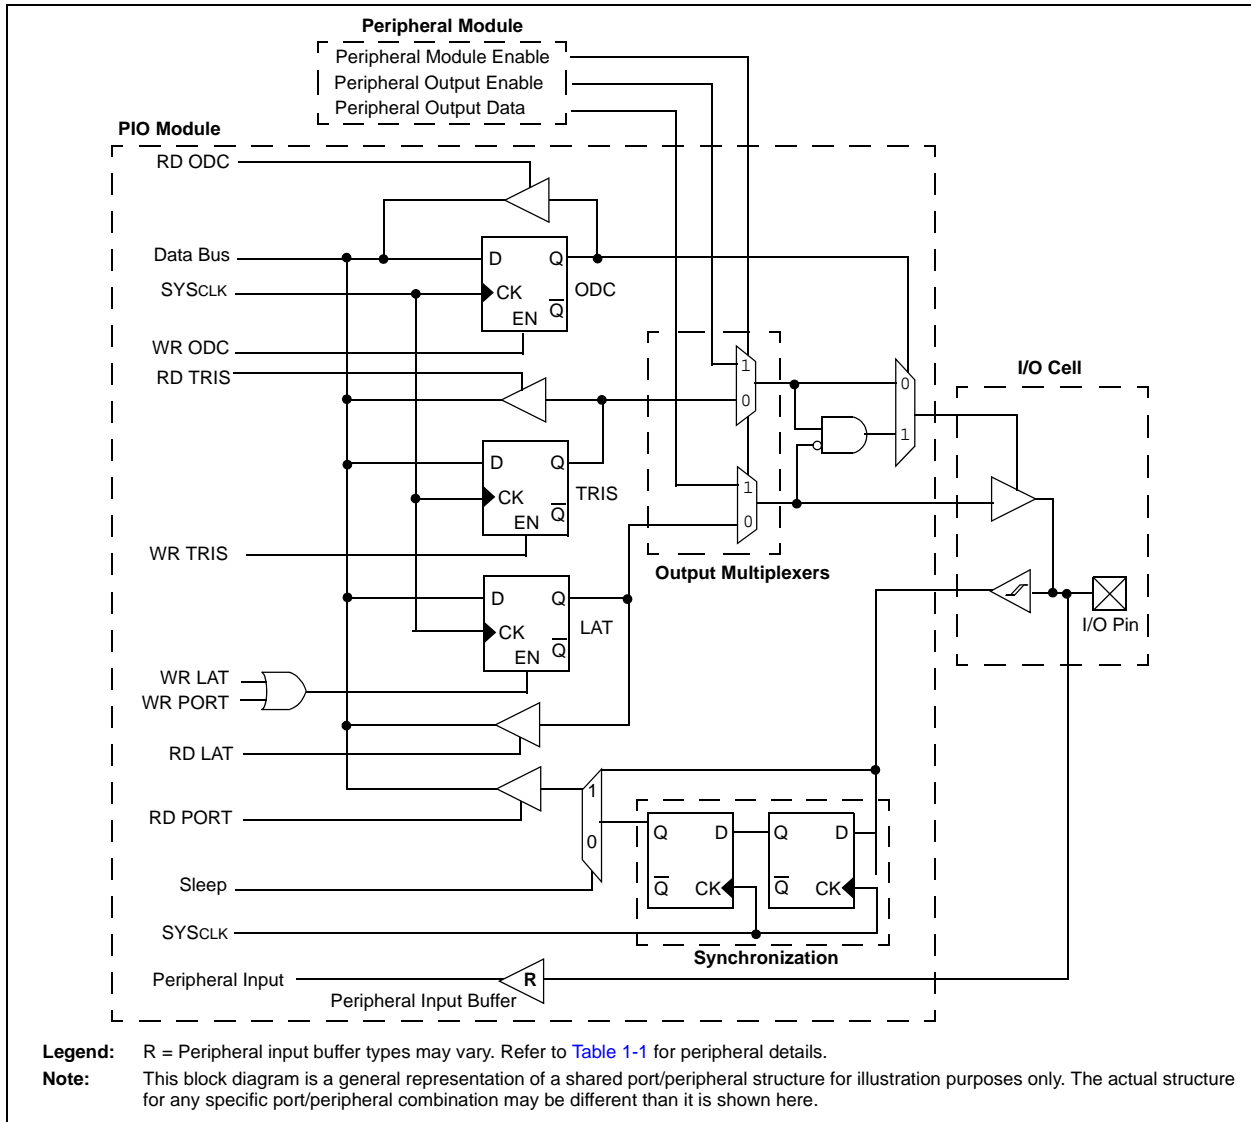 Peripheral Module
Peripheral Module Enable
Peripheral Output Enable
Peripheral Output Data
PIO Module
RD ODC
Data Bus
D Q
SYSCLK
CK
ODC
EN Q
WR ODC
RD TRIS
1
0
0
1
I/O Cell
D Q
CK
TRIS
EN Q
1
0
WR TRIS
Output Multiplexers
D Q
CK
LAT
EN Q
I/O Pin
WR LAT
WR PORT
RD LAT
RD PORT
1
0
Q D Q D
Q CK Q CK
Sleep
SYSCLK
Synchronization
Peripheral Input
R
Peripheral Input Buffer
Legend: R = Peripheral input buffer types may vary. Refer to Table 1-1 for peripheral details.
Note: This block diagram is a general representation of a shared port/peripheral structure for illustration purposes only. The actual structure
for any specific port/peripheral combination may be different than it is shown here.